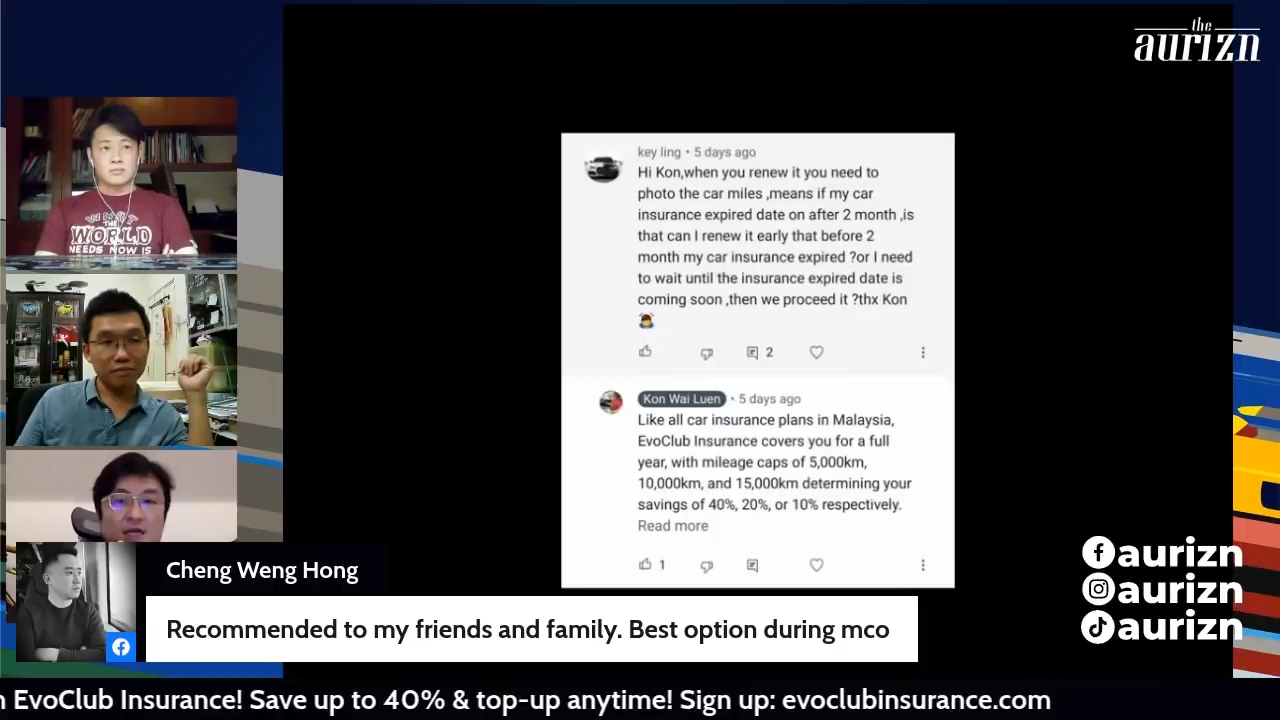 the
aurizn
THE
WORLD
NEEDS NOW IS
key ling • 5 days ago
Hi Kon,when you renew it you need to
photo the car miles ,means if my car
insurance expired date on after 2 month ,is
that can I renew it early that before 2
month my car insurance expired ?or I need
to wait until the insurance expired date is
coming soon ,then we proceed it ?thx Kon
2
Kon Wai Luen • 5 days ago
Like all car insurance plans in Malaysia,
EvoClub Insurance covers you for a full
year, with mileage caps of 5,000km,
10,000km, and 15,000km determining your
savings of 40%, 20%, or 10% respectively.
Read more
1
aurizn
aurizn
aurizn
Cheng Weng Hong
Recommended to my friends and family. Best option during mco
EvoClub Insurance! Save up to 40% & top-up anytime! Sign up: evoclubinsurance.com